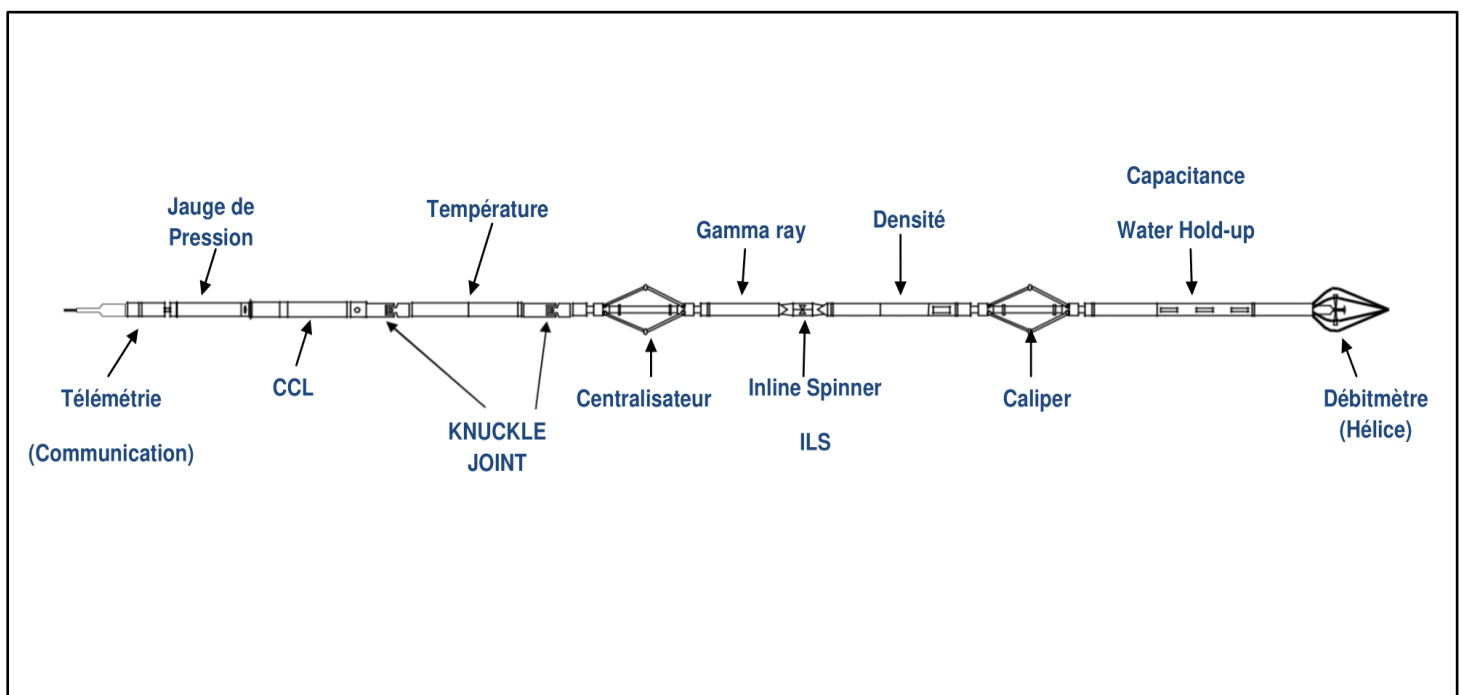 Capacitance
Water Hold-up
Jauge de
Pression
Température
Gamma ray
Densité
Télémétrie
(Communication)
CCL
KNUCKLE
JOINT
Centralisateur
Inline Spinner
ILS
Caliper
Débitmètre
(Hélice)